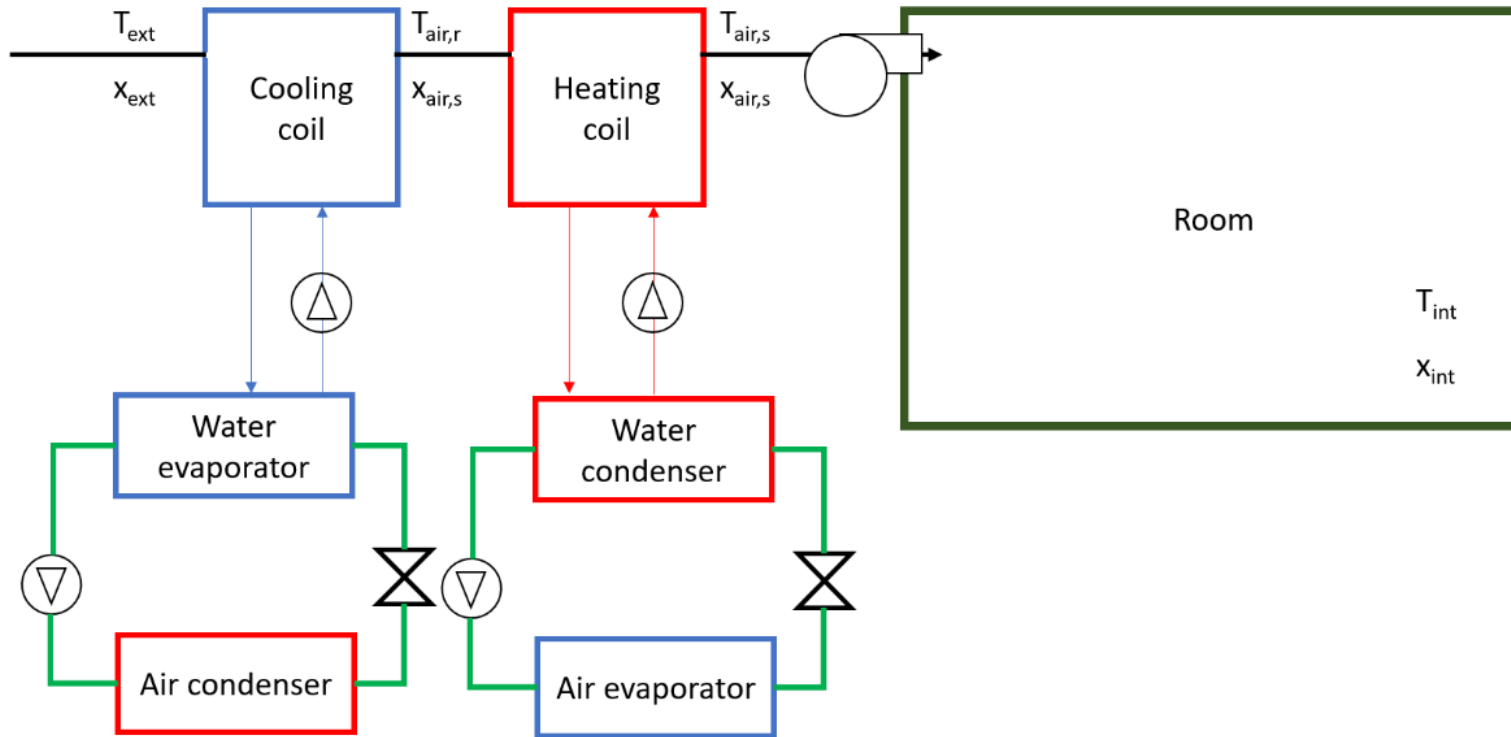 T_ext
T_air,r
T_air,s
x_ext
x_air,s
x_air,s
Cooling
coil
Heating
coil
Room
T_int
x_int
Water
evaporator
Water
condenser
Air condenser
Air evaporator